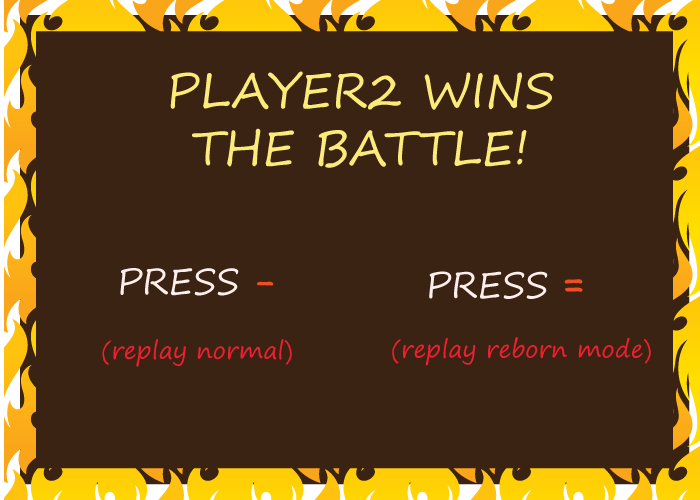 PLAYER2 WINS
THE BATTLE!
PRESS -
(replay normal)
PRESS =
(replay reborn mode)